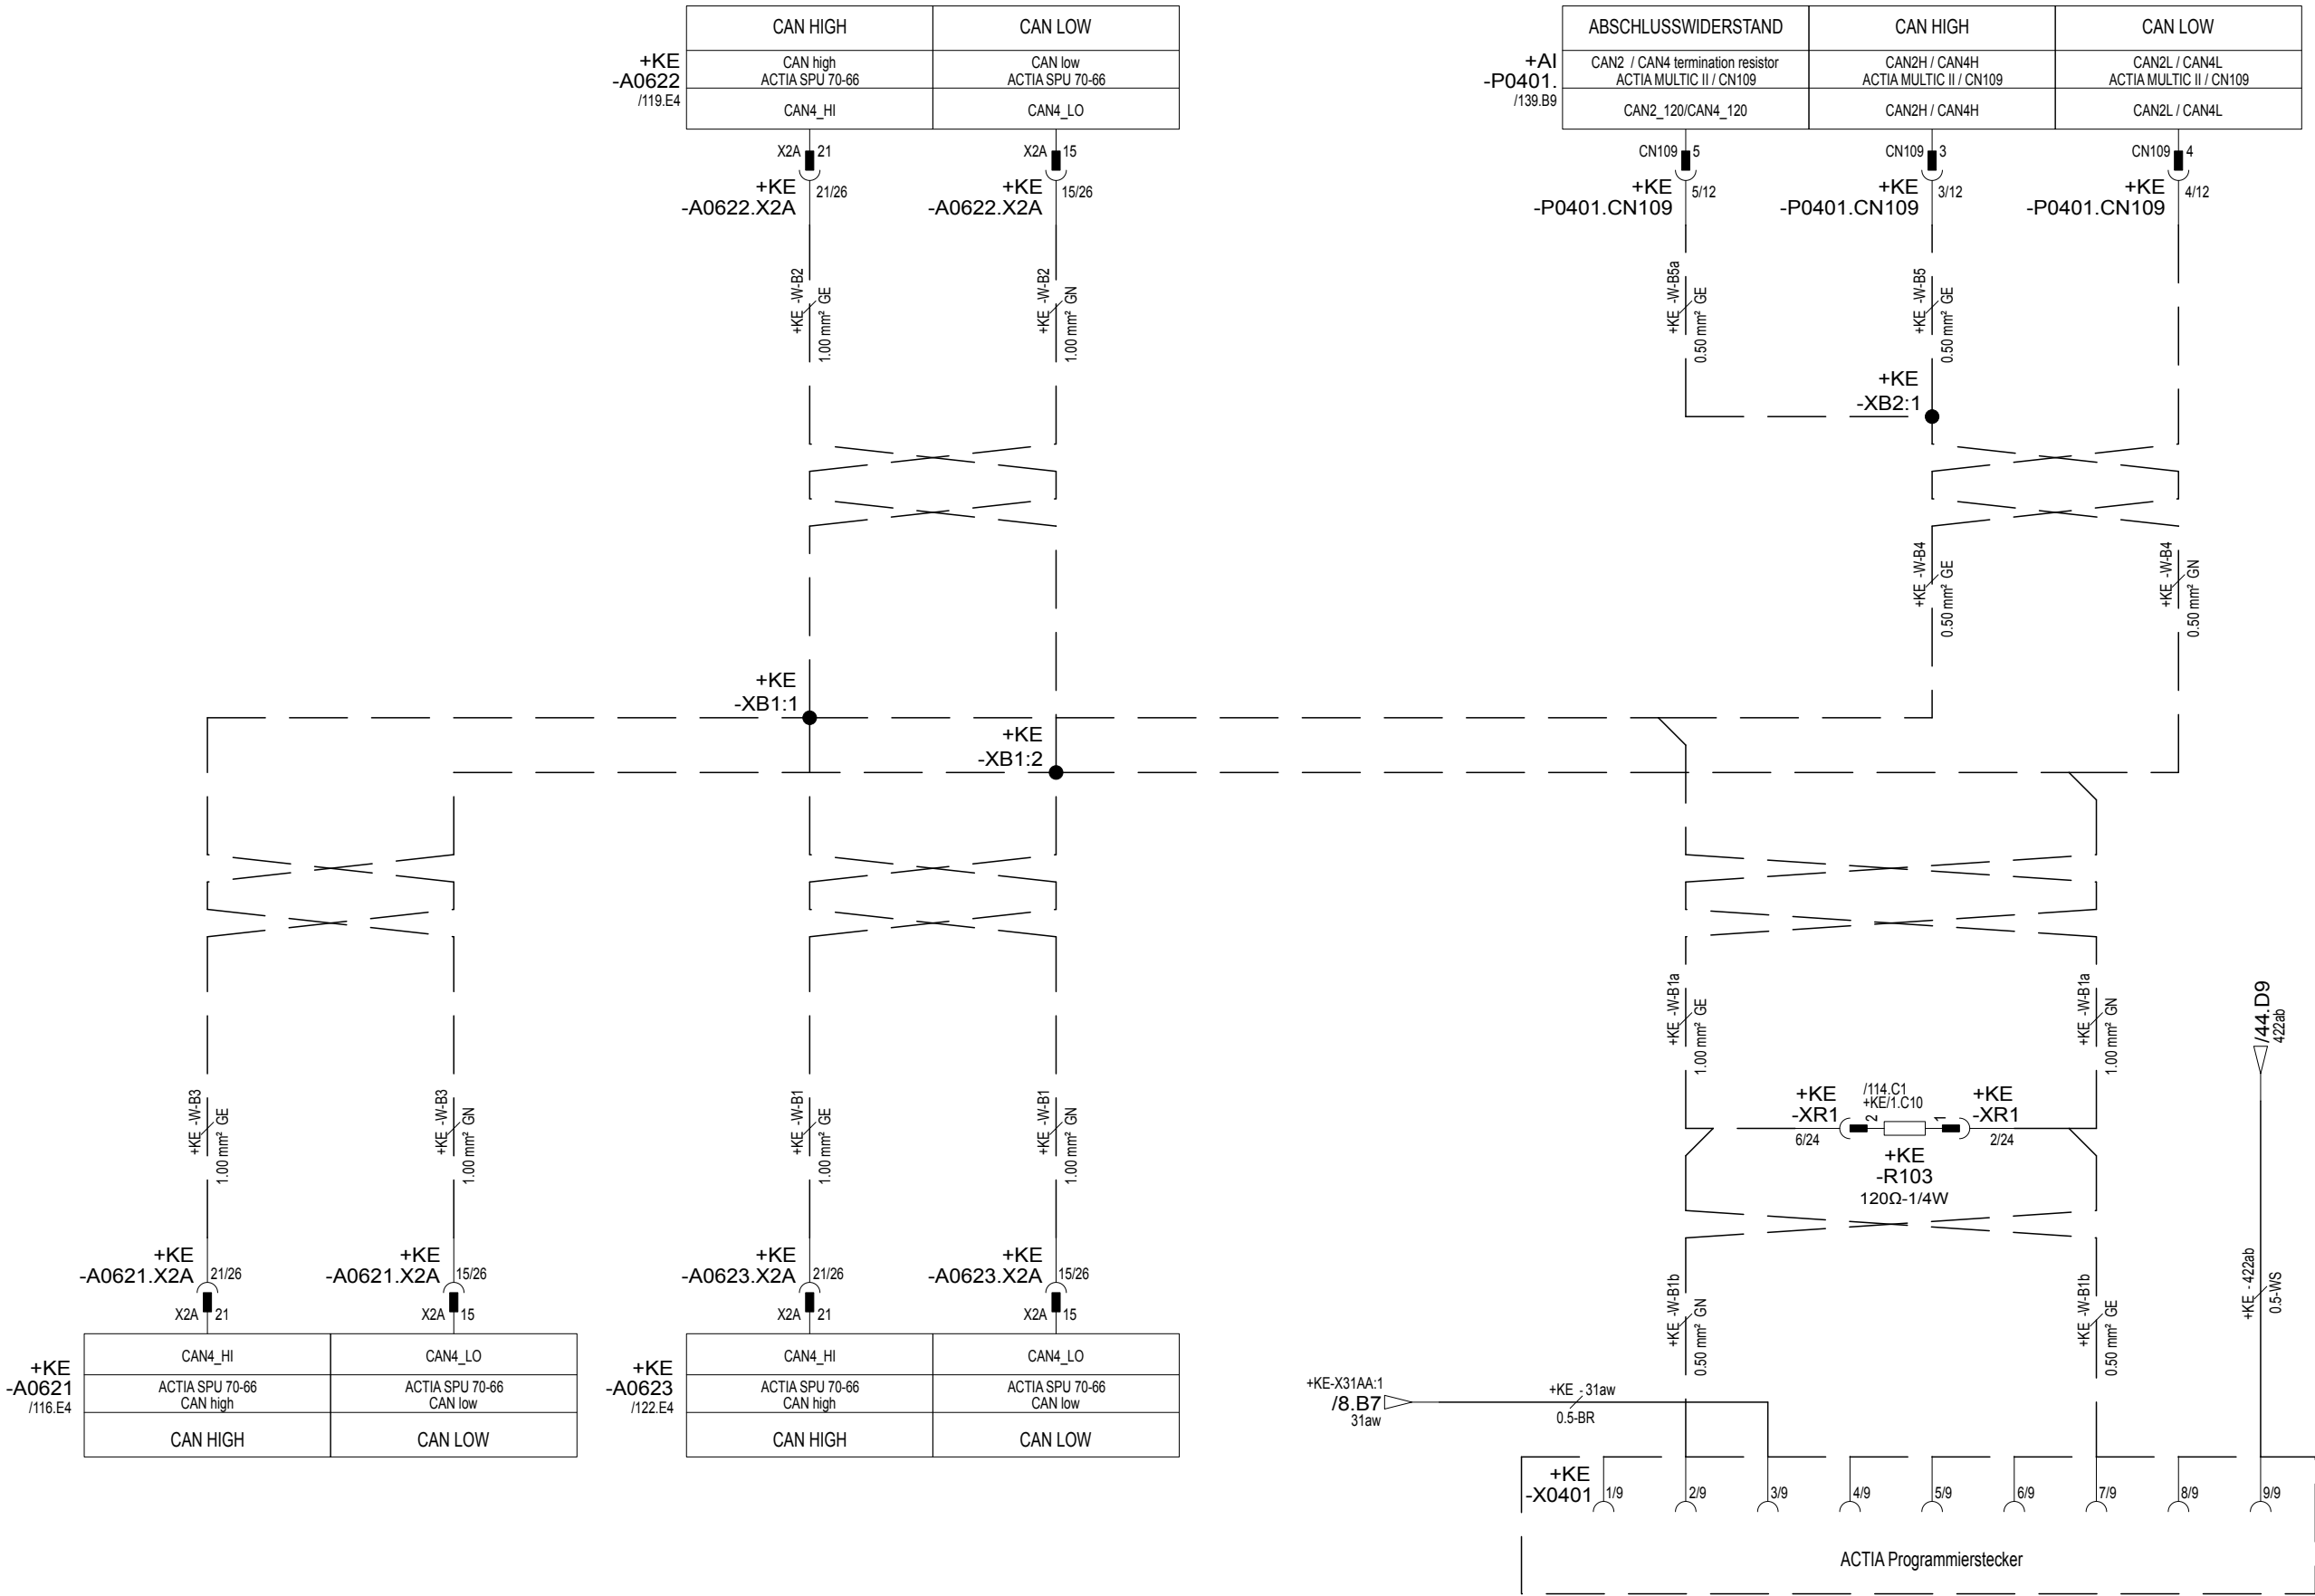 CAN HIGH
CAN LOW
+KE
-A0622
/119.E4
CAN high
ACTIA SPU 70-66
CAN low
ACTIA SPU 70-66
CAN4_HI
CAN4_LO
X2A 21
X2A 15
+KE
-A0622.X2A
21/26
+KE
-A0622.X2A
15/26
+KE -W-B2
1.00 mm² GE
+KE -W-B2
1.00 mm² GN
ABSCHLUSSWIDERSTAND
CAN HIGH
CAN LOW
+AI
-P0401.
/139.B9
CAN2 / CAN4 termination resistor
ACTIA MULTIC II / CN109
CAN2H / CAN4H
ACTIA MULTIC II / CN109
CAN2L / CAN4L
ACTIA MULTIC II / CN109
CAN2_120/CAN4_120
CAN2H / CAN4H
CAN2L / CAN4L
CN109 5
CN109 3
CN109 4
+KE
-P0401.CN109
5/12
+KE
-P0401.CN109
3/12
+KE
-P0401.CN109
4/12
+KE -W-B5a
0.50 mm² GE
+KE -W-B5
0.50 mm² GE
+KE
-XB2:1
+KE -W-B4
0.50 mm² GE
+KE -W-B4
0.50 mm² GN
+KE
-XB1:1
+KE
-XB1:2
+KE -W-B3
1.00 mm² GE
+KE -W-B3
1.00 mm² GN
+KE -W-B1
1.00 mm² GE
+KE -W-B1
1.00 mm² GN
+KE -W-B1a
1.00 mm² GE
+KE -W-B1a
1.00 mm² GN
/44.D9
422ab
+KE
-XR1
6/24
/114.C1
+KE/1.C10
2
1
+KE
-XR1
2/24
+KE
-R103
120Ω-1/4W
+KE
-A0621.X2A
21/26
+KE
-A0621.X2A
15/26
X2A 21
X2A 15
+KE
-A0623.X2A
21/26
+KE
-A0623.X2A
15/26
X2A 21
X2A 15
+KE
-A0621
/116.E4
CAN4_HI
CAN4_LO
ACTIA SPU 70-66
CAN high
ACTIA SPU 70-66
CAN low
CAN HIGH
CAN LOW
+KE
-A0623
/122.E4
CAN4_HI
CAN4_LO
ACTIA SPU 70-66
CAN high
ACTIA SPU 70-66
CAN low
CAN HIGH
CAN LOW
+KE -W-B1b
0.50 mm² GN
+KE -W-B1b
0.50 mm² GE
+KE - 422ab
0.5-WS
+KE-X31AA:1
/8.B7
31aw
+KE - 31aw
0.5-BR
+KE
-X0401
1/9
2/9
3/9
4/9
5/9
6/9
7/9
8/9
9/9
ACTIA Programmierstecker